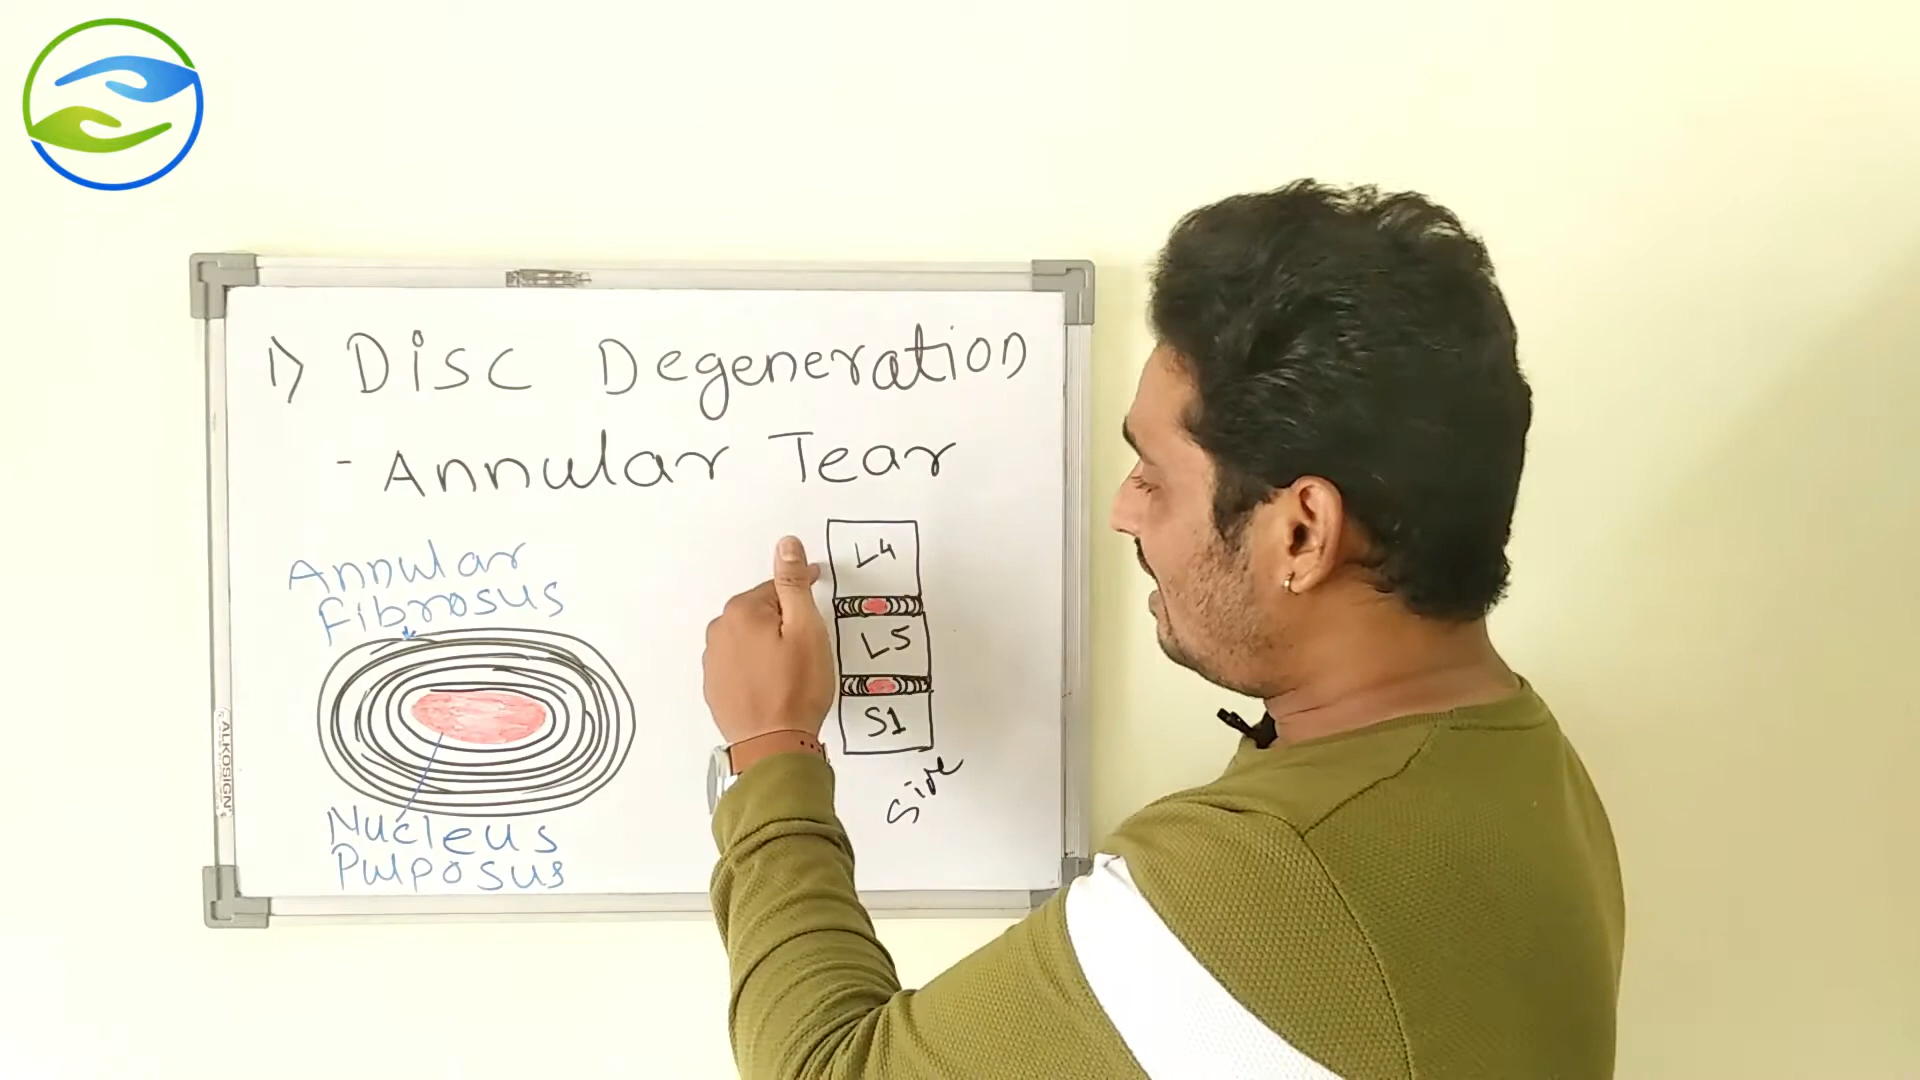 1) Disc Degeneration
- Annular Tear
Annular
Fibrosus
Nucleus
Pulposus
L4
L5
S1
Side
ALKOSIGN